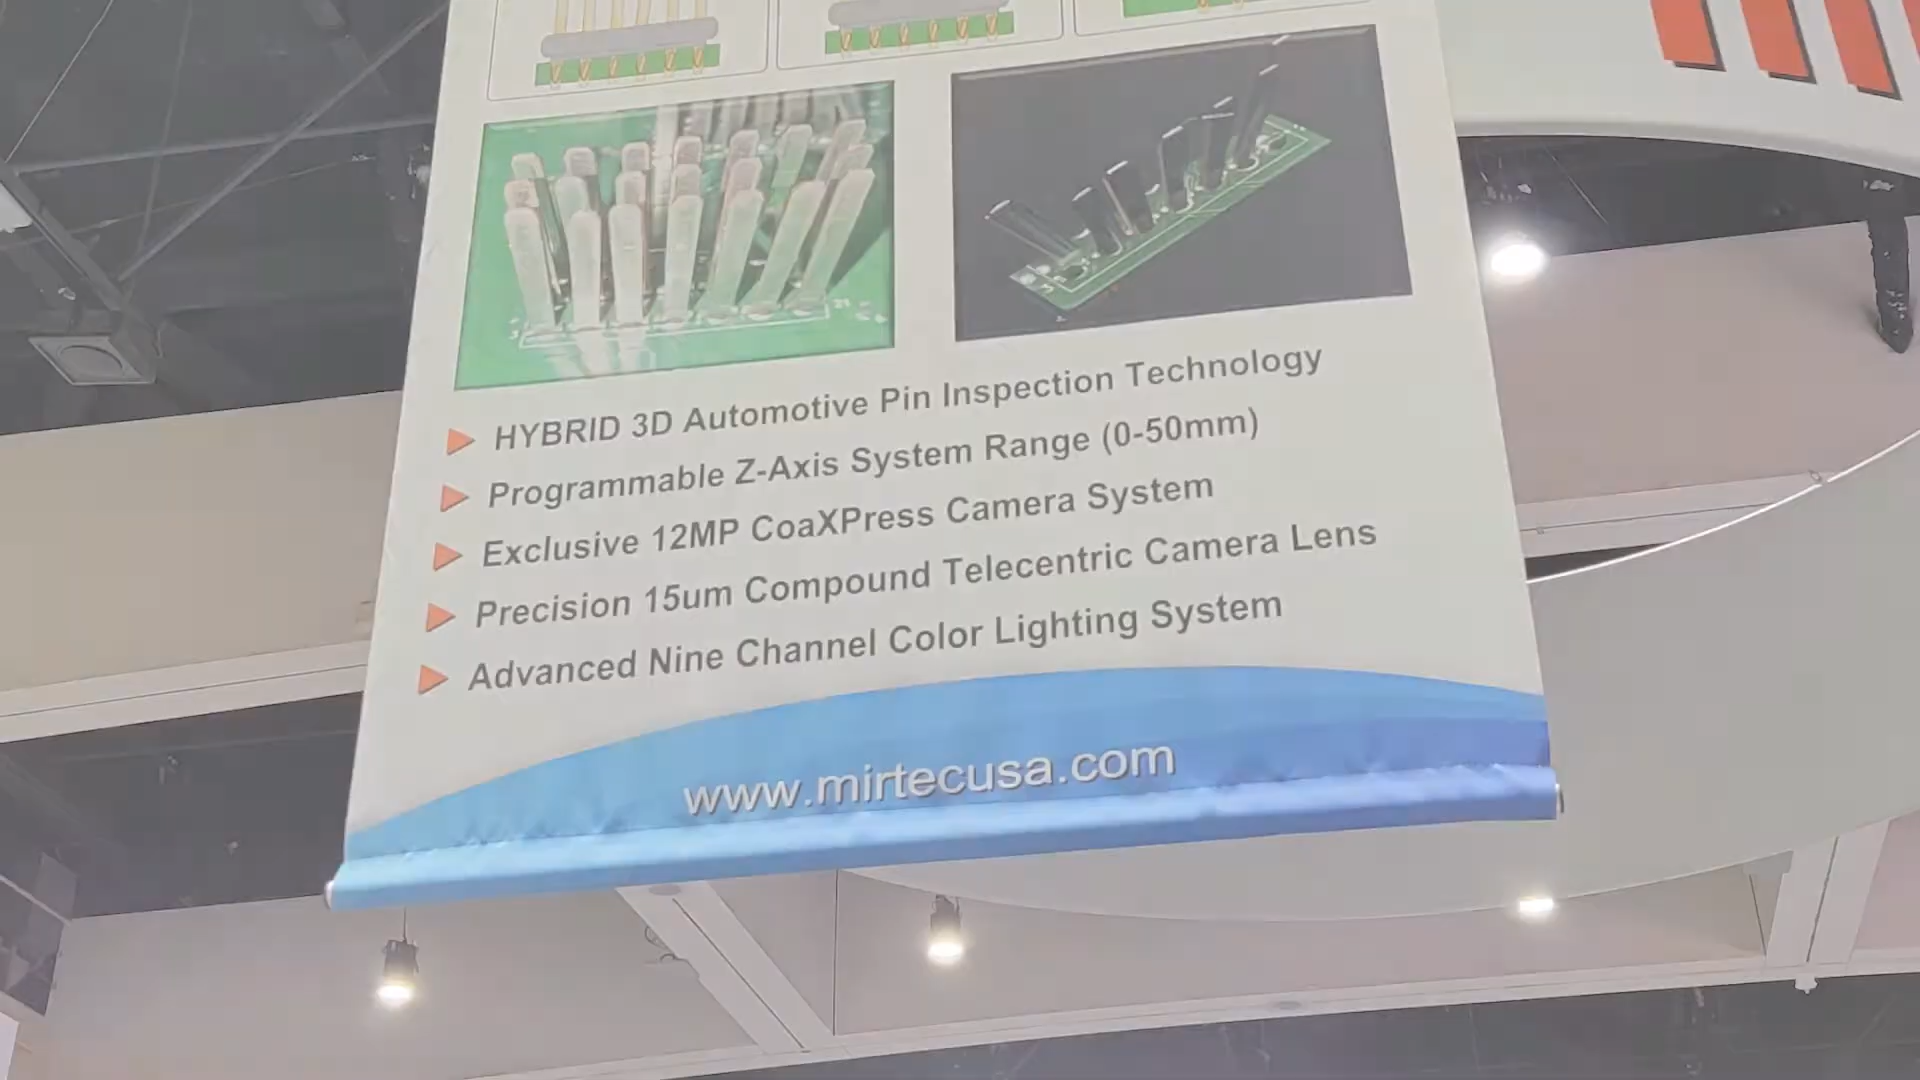 HYBRID 3D Automotive Pin Inspection Technology
Programmable Z-Axis System Range (0-50mm)
Exclusive 12MP CoaXPress Camera System
Precision 15um Compound Telecentric Camera Lens
Advanced Nine Channel Color Lighting System
www.mirtecusa.com